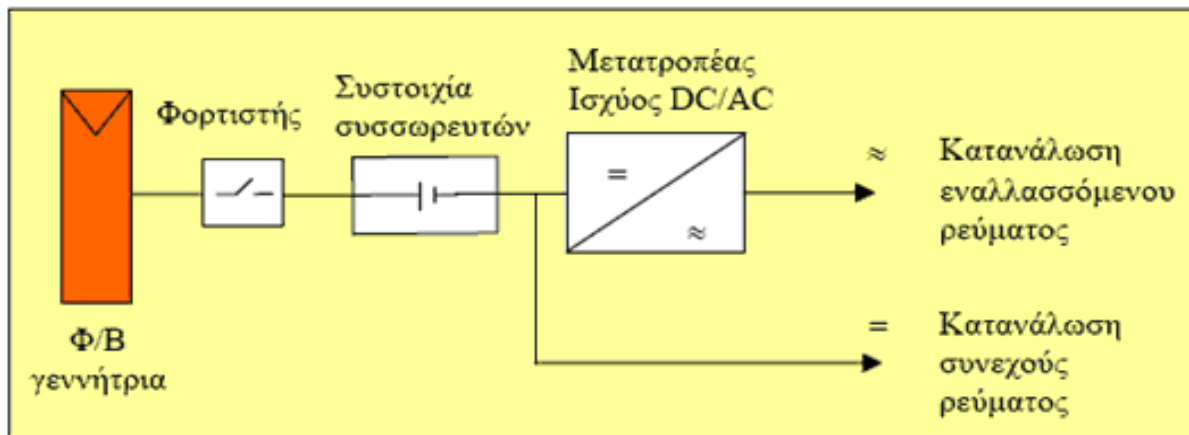 Φ/Β
γεννήτρια
Φορτιστής
Συστοιχία
συσσωρευτών
Μετατροπέας
Ισχύος DC/AC
=
≈
≈ Κατανάλωση
εναλλασσόμενου
ρεύματος
= Κατανάλωση
συνεχούς
ρεύματος